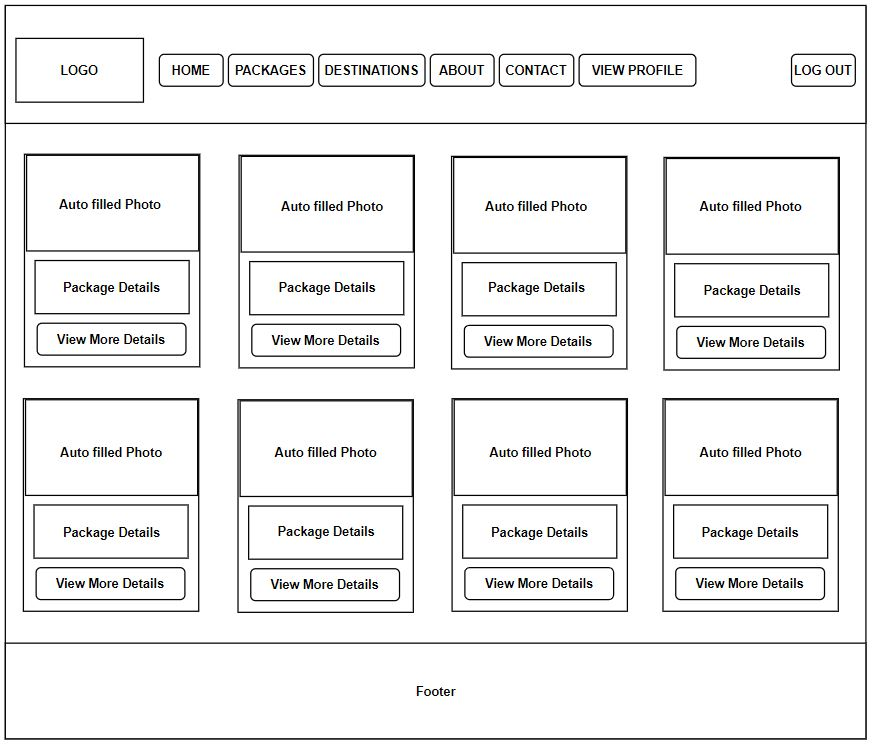 LOGO
HOME
PACKAGES
DESTINATIONS
ABOUT
CONTACT
VIEW PROFILE
LOG OUT
Auto filled Photo
Auto filled Photo
Auto filled Photo
Auto filled Photo
Package Details
Package Details
Package Details
Package Details
View More Details
View More Details
View More Details
View More Details
Auto filled Photo
Auto filled Photo
Auto filled Photo
Auto filled Photo
Package Details
Package Details
Package Details
Package Details
View More Details
View More Details
View More Details
View More Details
Footer